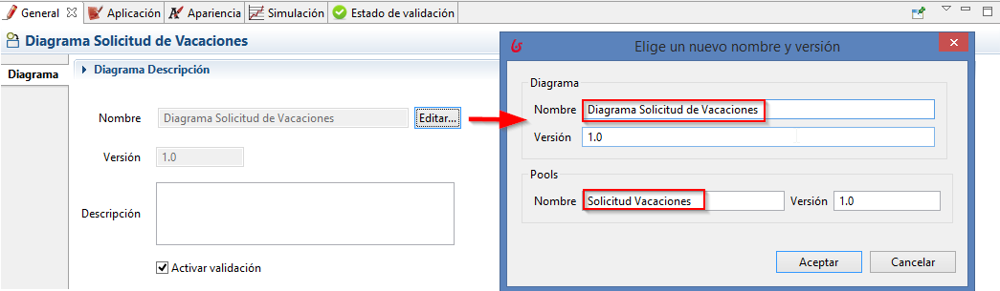 General Aplicación Apariencia Simulación Estado de validación
Diagrama Solicitud de Vacaciones
Diagrama
Diagrama Descripción
Nombre Diagrama Solicitud de Vacaciones Editar...
Versión 1.0
Descripción
Activar validación
Elige un nuevo nombre y versión
Diagrama
Nombre Diagrama Solicitud de Vacaciones
Versión 1.0
Pools
Nombre Solicitud Vacaciones Versión 1.0
Aceptar Cancelar